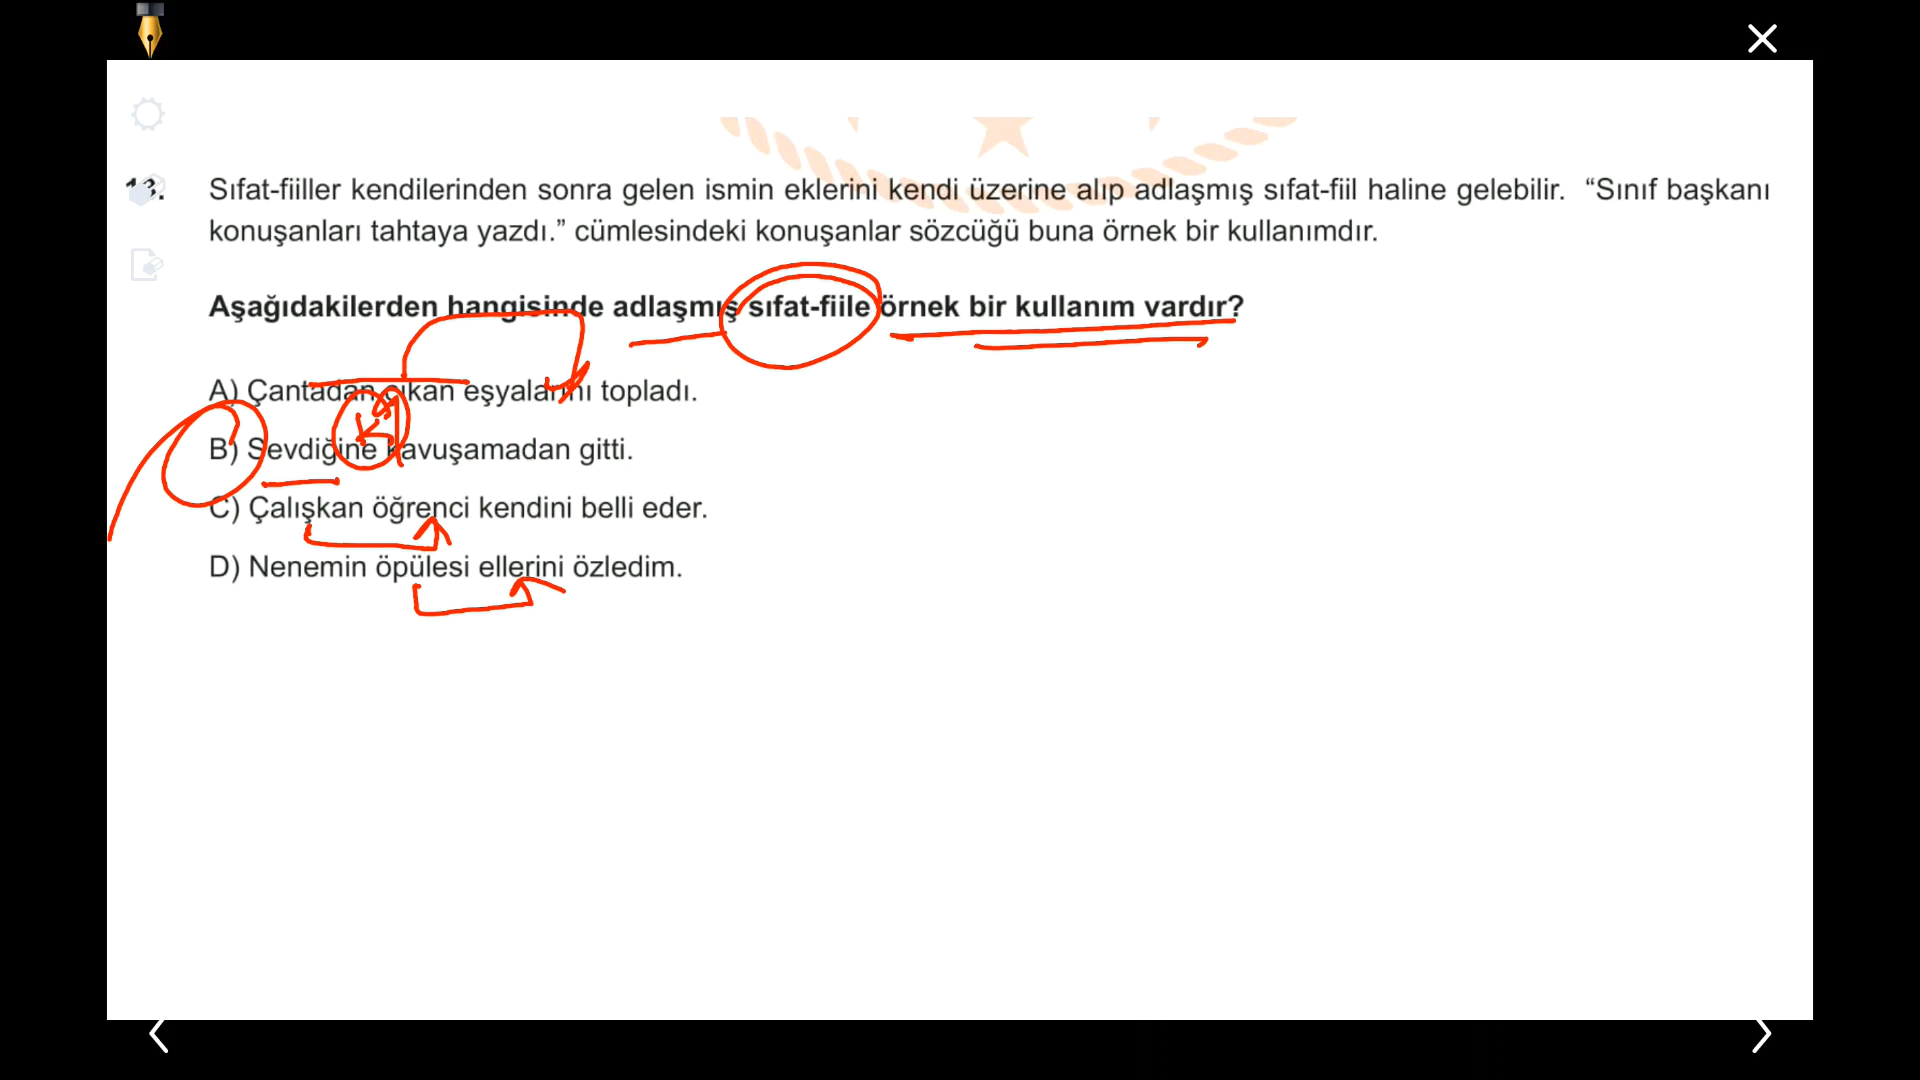 13. Sıfat-fiiller kendilerinden sonra gelen ismin eklerini kendi üzerine alıp adlaşmış sıfat-fiil haline gelebilir. “Sınıf başkanı
konuşanları tahtaya yazdı.” cümlesindeki konuşanlar sözcüğü buna örnek bir kullanımdır.
Aşağıdakilerden hangisinde adlaşmış sıfat-fiile örnek bir kullanım vardır?
A) Çantadan çıkan eşyalarını topladı.
B) Sevdiğine kavuşamadan gitti.
C) Çalışkan öğrenci kendini belli eder.
D) Nenemin öpülesi ellerini özledim.